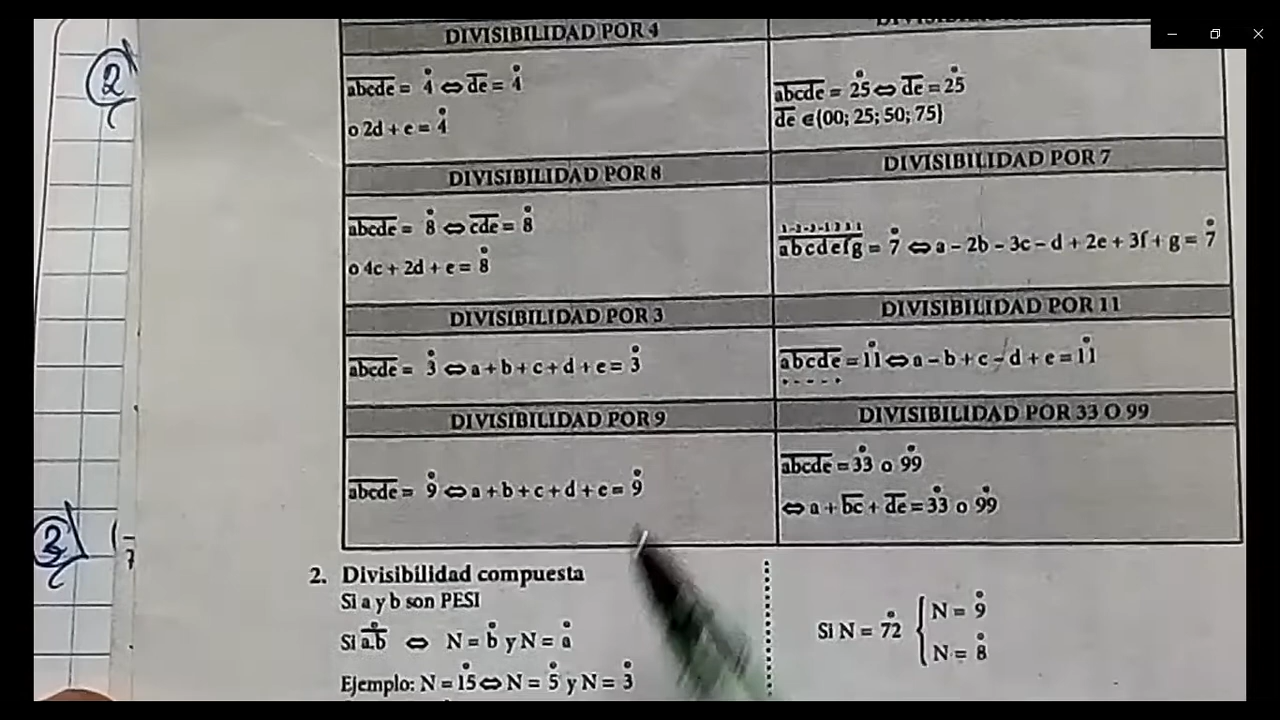 2
DIVISIBILIDAD POR 4
abcde = 4̊ ⇔ de = 4̊
o 2d + e = 4̊
abcde = 25̊ ⇔ de = 25̊
de ∈ {00; 25; 50; 75}
DIVISIBILIDAD POR 8
abcde = 8̊ ⇔ cde = 8̊
o 4c + 2d + e = 8̊
DIVISIBILIDAD POR 7
abcdefg = 7̊ ⇔ a – 2b – 3c – d + 2e + 3f + g = 7̊
DIVISIBILIDAD POR 3
abcde = 3̊ ⇔ a + b + c + d + e = 3̊
DIVISIBILIDAD POR 11
abcde = 11̊ ⇔ a – b + c – d + e = 11̊
DIVISIBILIDAD POR 9
abcde = 9̊ ⇔ a + b + c + d + e = 9̊
DIVISIBILIDAD POR 33 O 99
abcde = 33̊ o 99̊
⇔ a + bc + de = 33̊ o 99̊
3
7
2. Divisibilidad compuesta
Si a y b son PESI
Si a.b ⇔ N = b̊ y N = å
Ejemplo: N = 15̊ ⇔ N = 5̊ y N = 3̊
Si N = 72̊
N = 9̊
N = 8̊